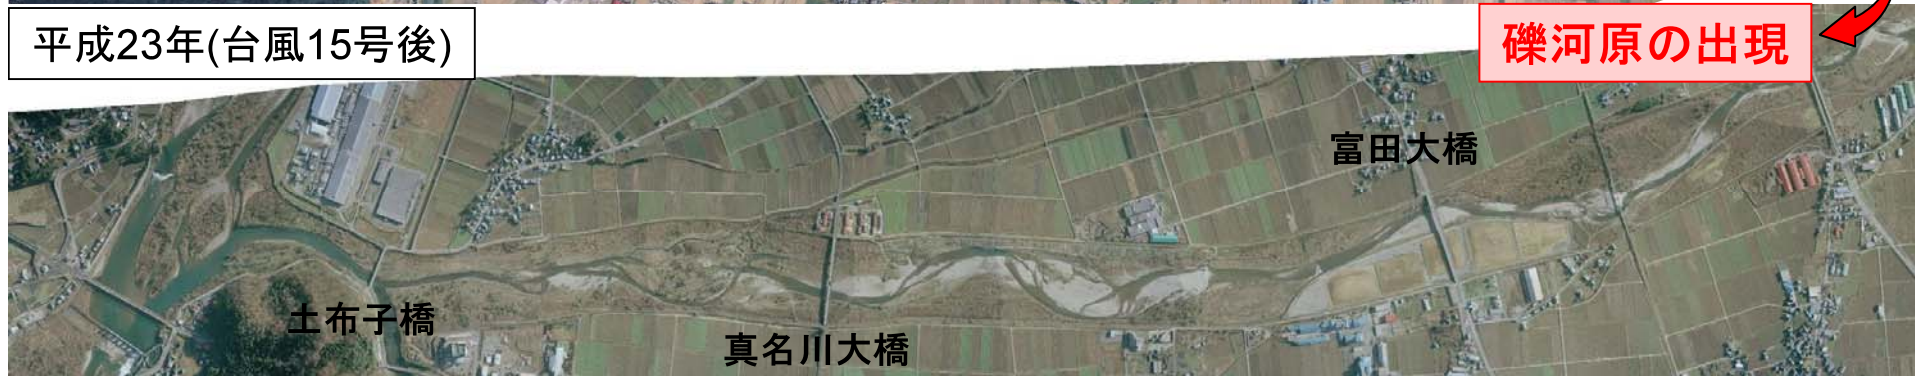 平成23年(台風15号後)
礫河原の出現
富田大橋
土布子橋
真名川大橋